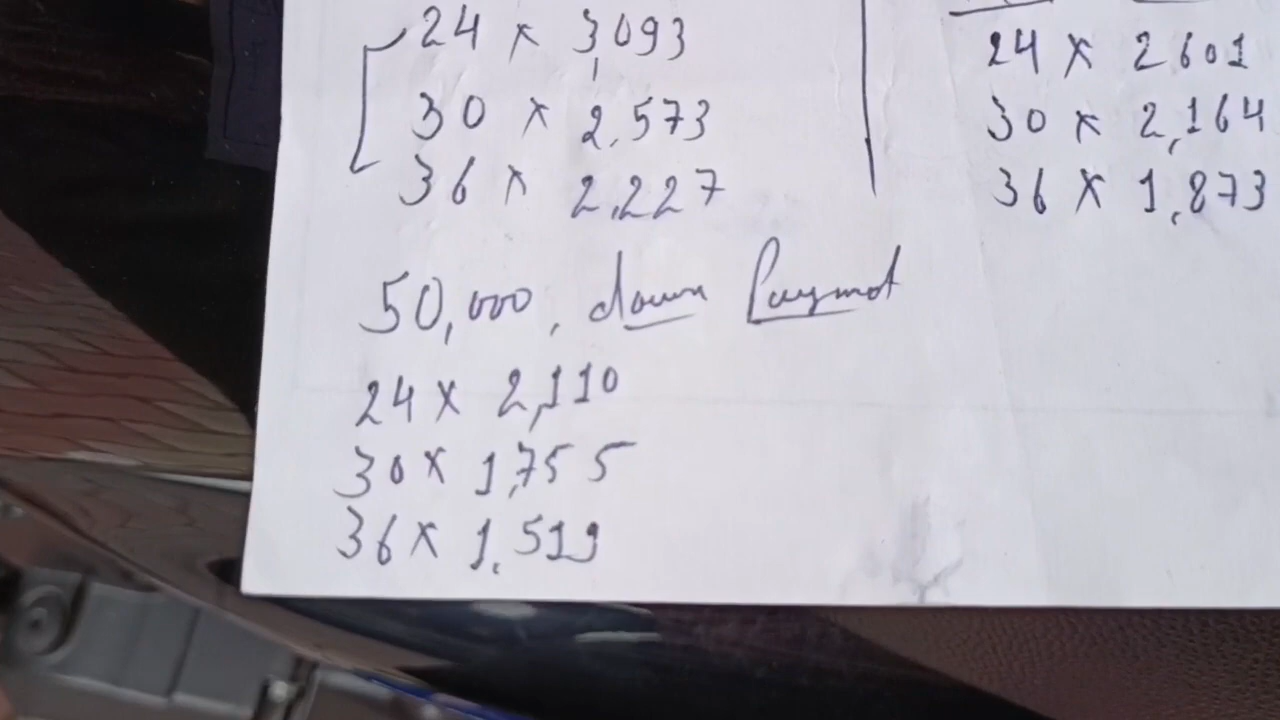 24 x 3,093
30 x 2,573
36 x 2,227
24 x 2601
30 x 2,164
36 x 1,873
50,000, down Paymot
24 x 2,110
30 x 1,755
36 x 1,519